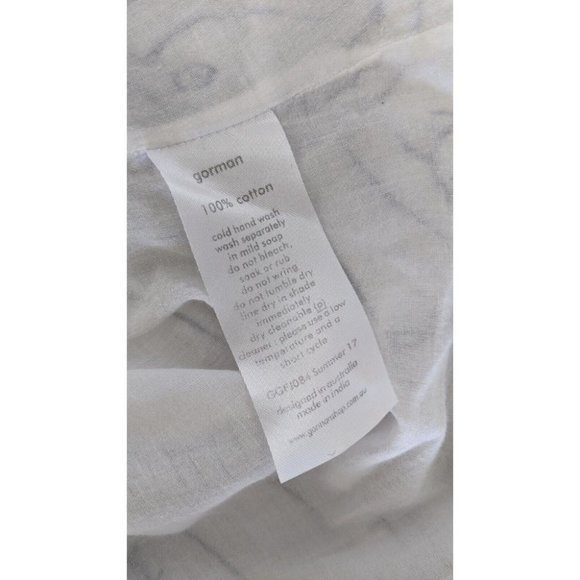 gorman
100% cotton
cold hand wash
wash separately
in mild soap
do not bleach,
soak or rub
do not wring
do not tumble dry
line dry in shade
immediately
dry cleanable (p)
cleaner : please use a low
temperature and a
short cycle
Summer 17
designed in australia
made in india
www.gormanshop.com.au